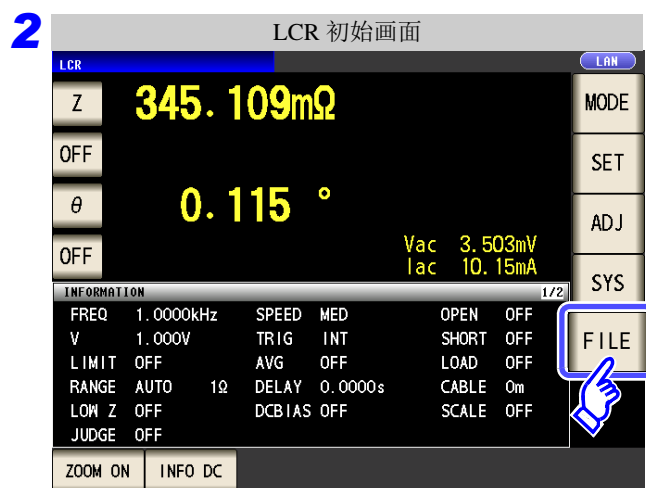 2
LCR 初始画面
LCR
LAN
Z 345.109mΩ
MODE
OFF
SET
θ 0.115 °
ADJ
OFF
Vac 3.503mV
Iac 10.15mA
SYS
INFORMATION 1/2
FREQ 1.0000kHz SPEED MED OPEN OFF
V 1.000V TRIG INT SHORT OFF
FILE
LIMIT OFF AVG OFF LOAD OFF
RANGE AUTO 1Ω DELAY 0.0000s CABLE 0m
LOW Z OFF DCBIAS OFF SCALE OFF
JUDGE OFF
ZOOM ON INFO DC